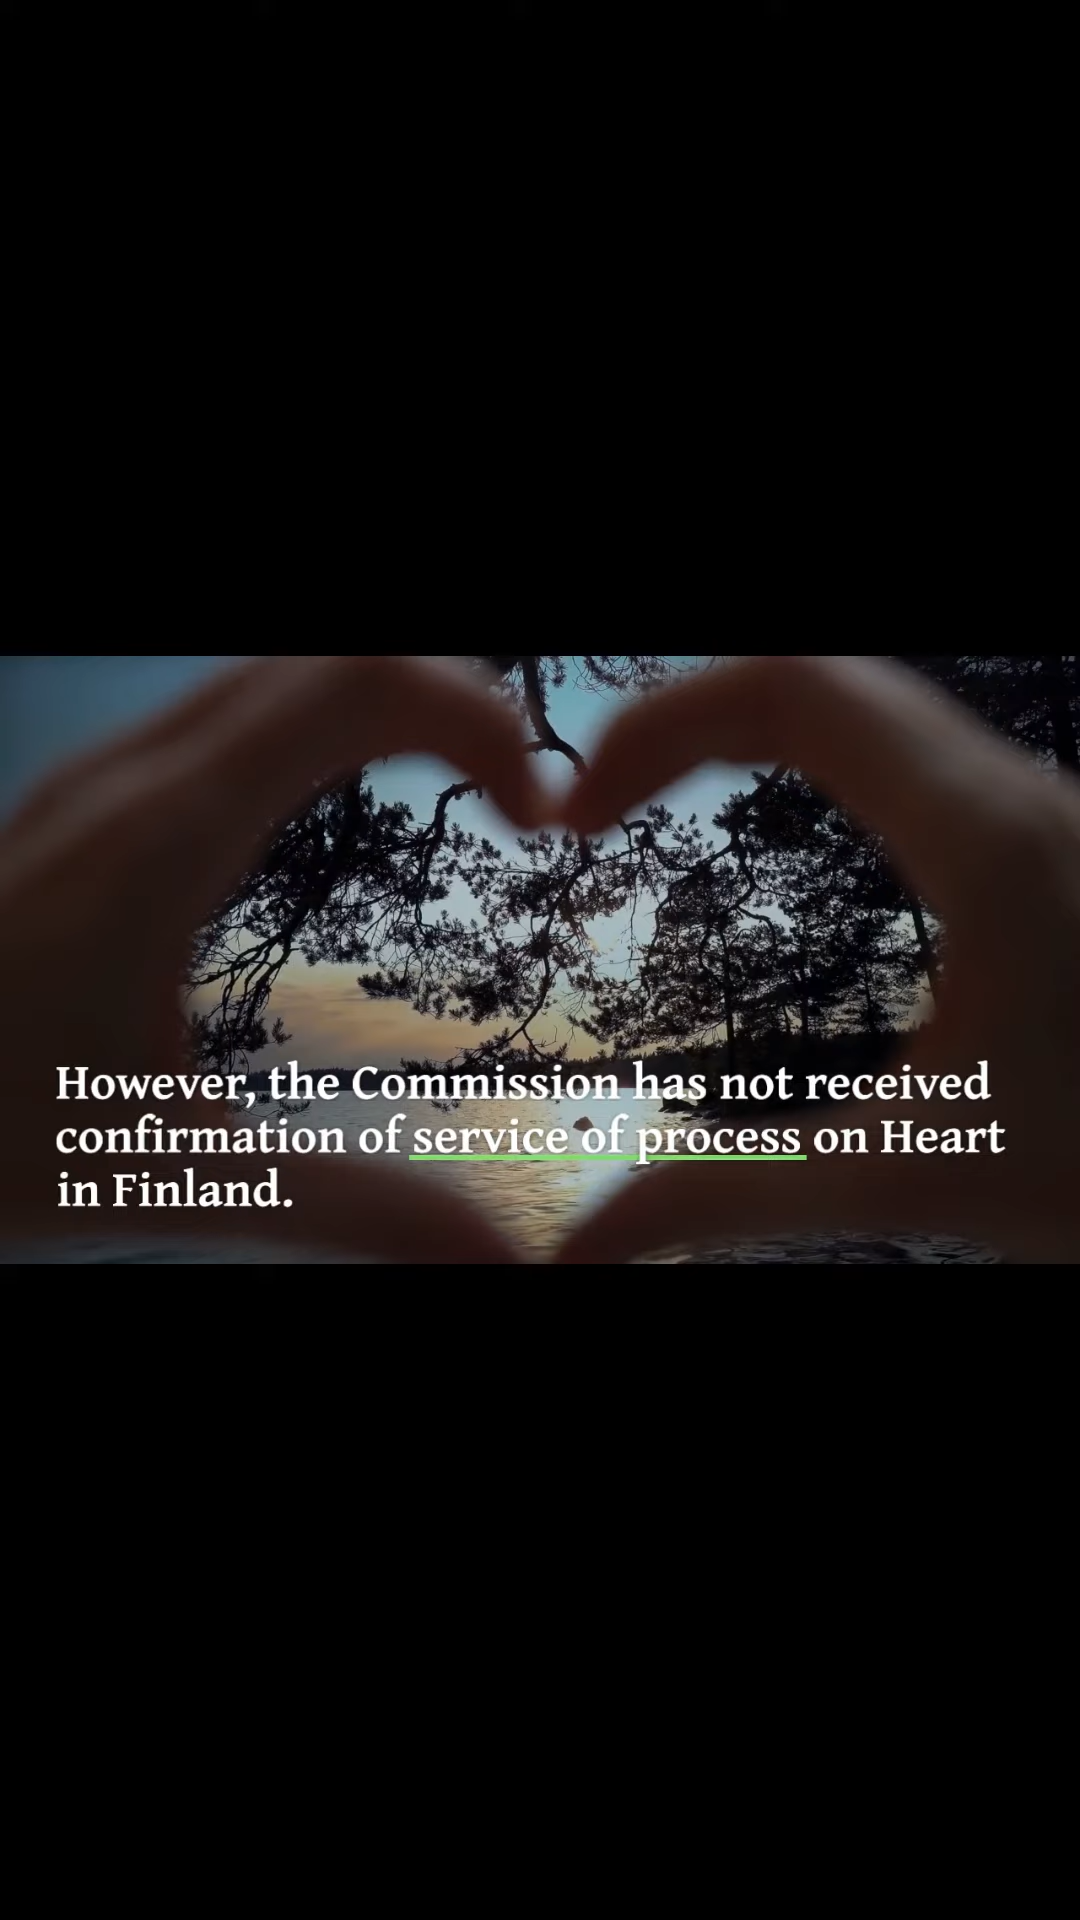 However, the Commission has not received
confirmation of service of process on Heart
in Finland.